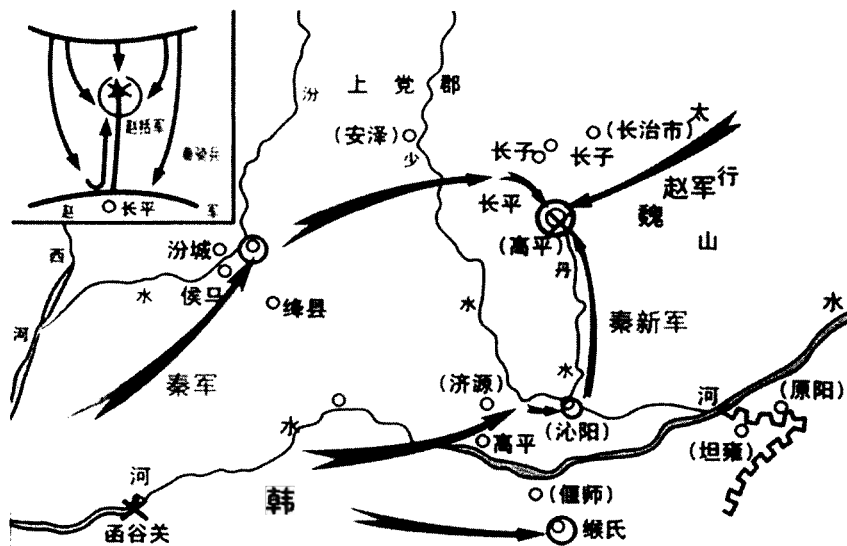 赵括军
秦骑兵
赵 长平 军
汾
上党郡
(安泽)
少
(长治市)
长子
长子
太
行
山
赵军
魏
长平
(高平)
丹
水
西
河
汾城
侯马
水
绛县
水
秦新军
水
秦军
(济源)
(沁阳)
高平
河
(原阳)
(坦雍)
水
河
函谷关
韩
(偃师)
缑氏